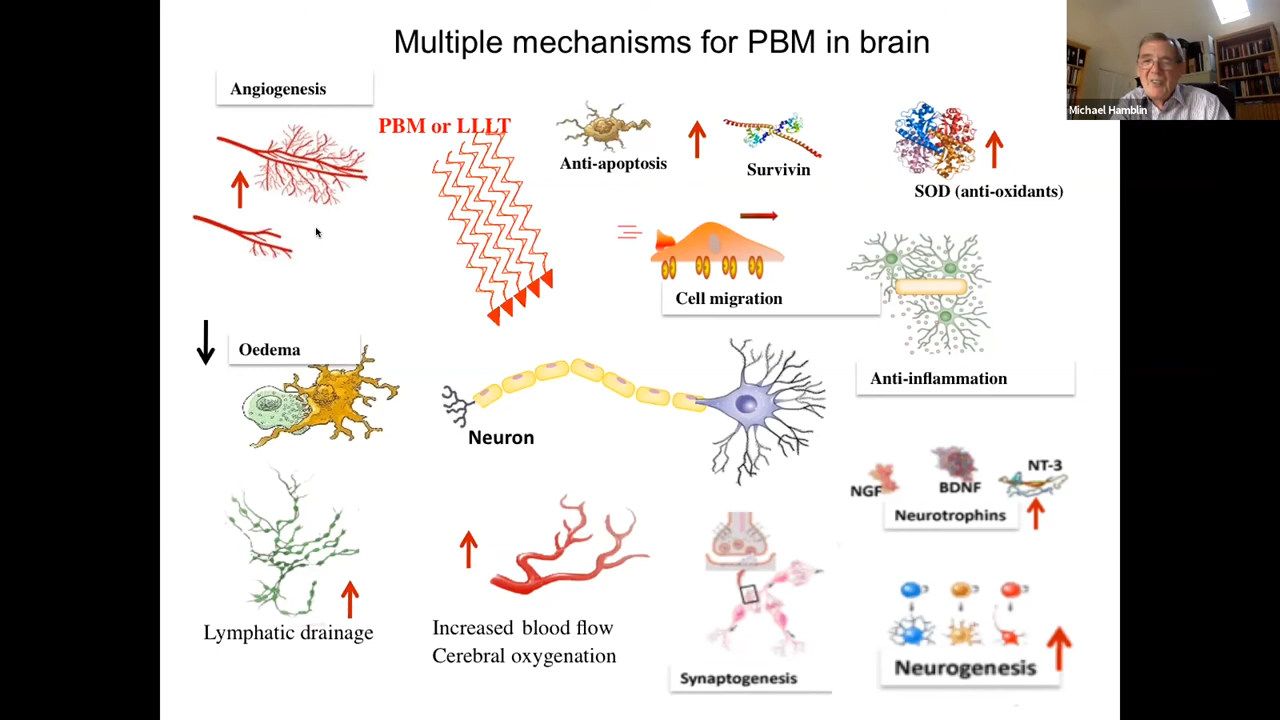 Multiple mechanisms for PBM in brain
Michael Hamblin
Angiogenesis
PBM or LLLT
Anti-apoptosis
Survivin
SOD (anti-oxidants)
Cell migration
Oedema
Anti-inflammation
Neuron
NGF
BDNF
NT-3
Neurotrophins
Lymphatic drainage
Increased blood flow
Cerebral oxygenation
Synaptogenesis
Neurogenesis